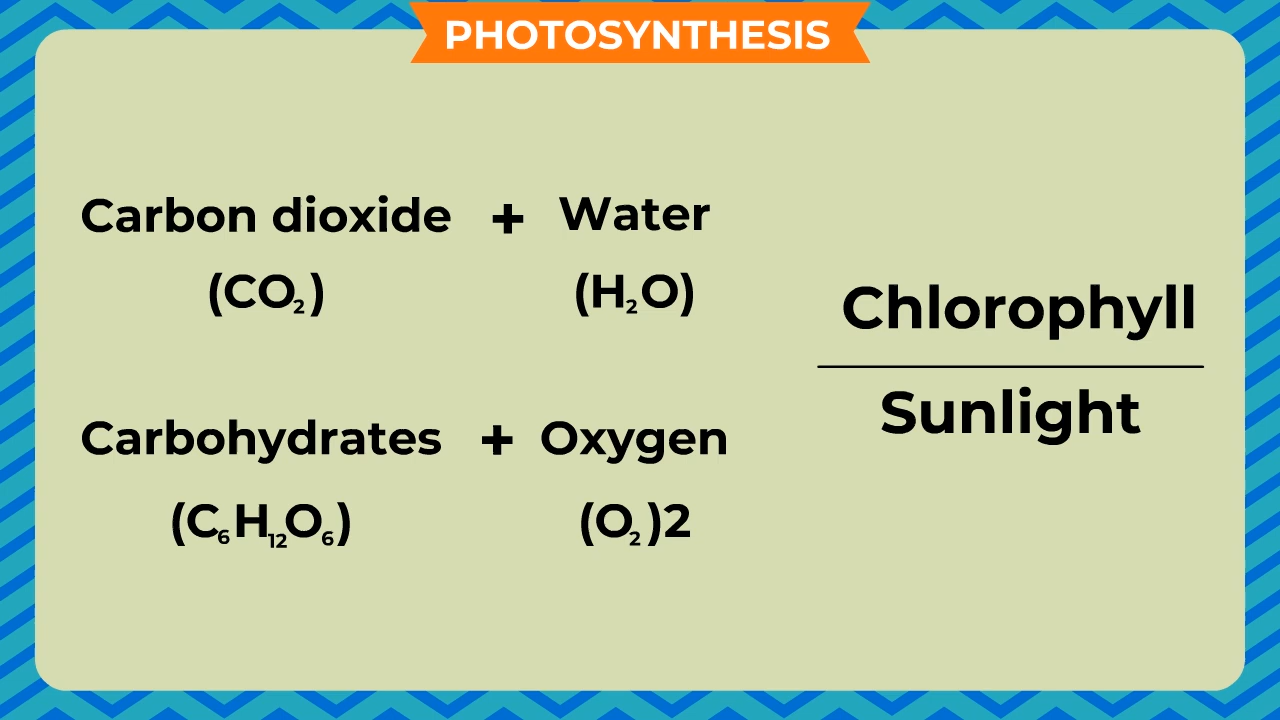 PHOTOSYNTHESIS
Carbon dioxide + Water
(CO₂) (H₂O)
Chlorophyll
Sunlight
Carbohydrates + Oxygen
(C₆H₁₂O₆) (O₂)2